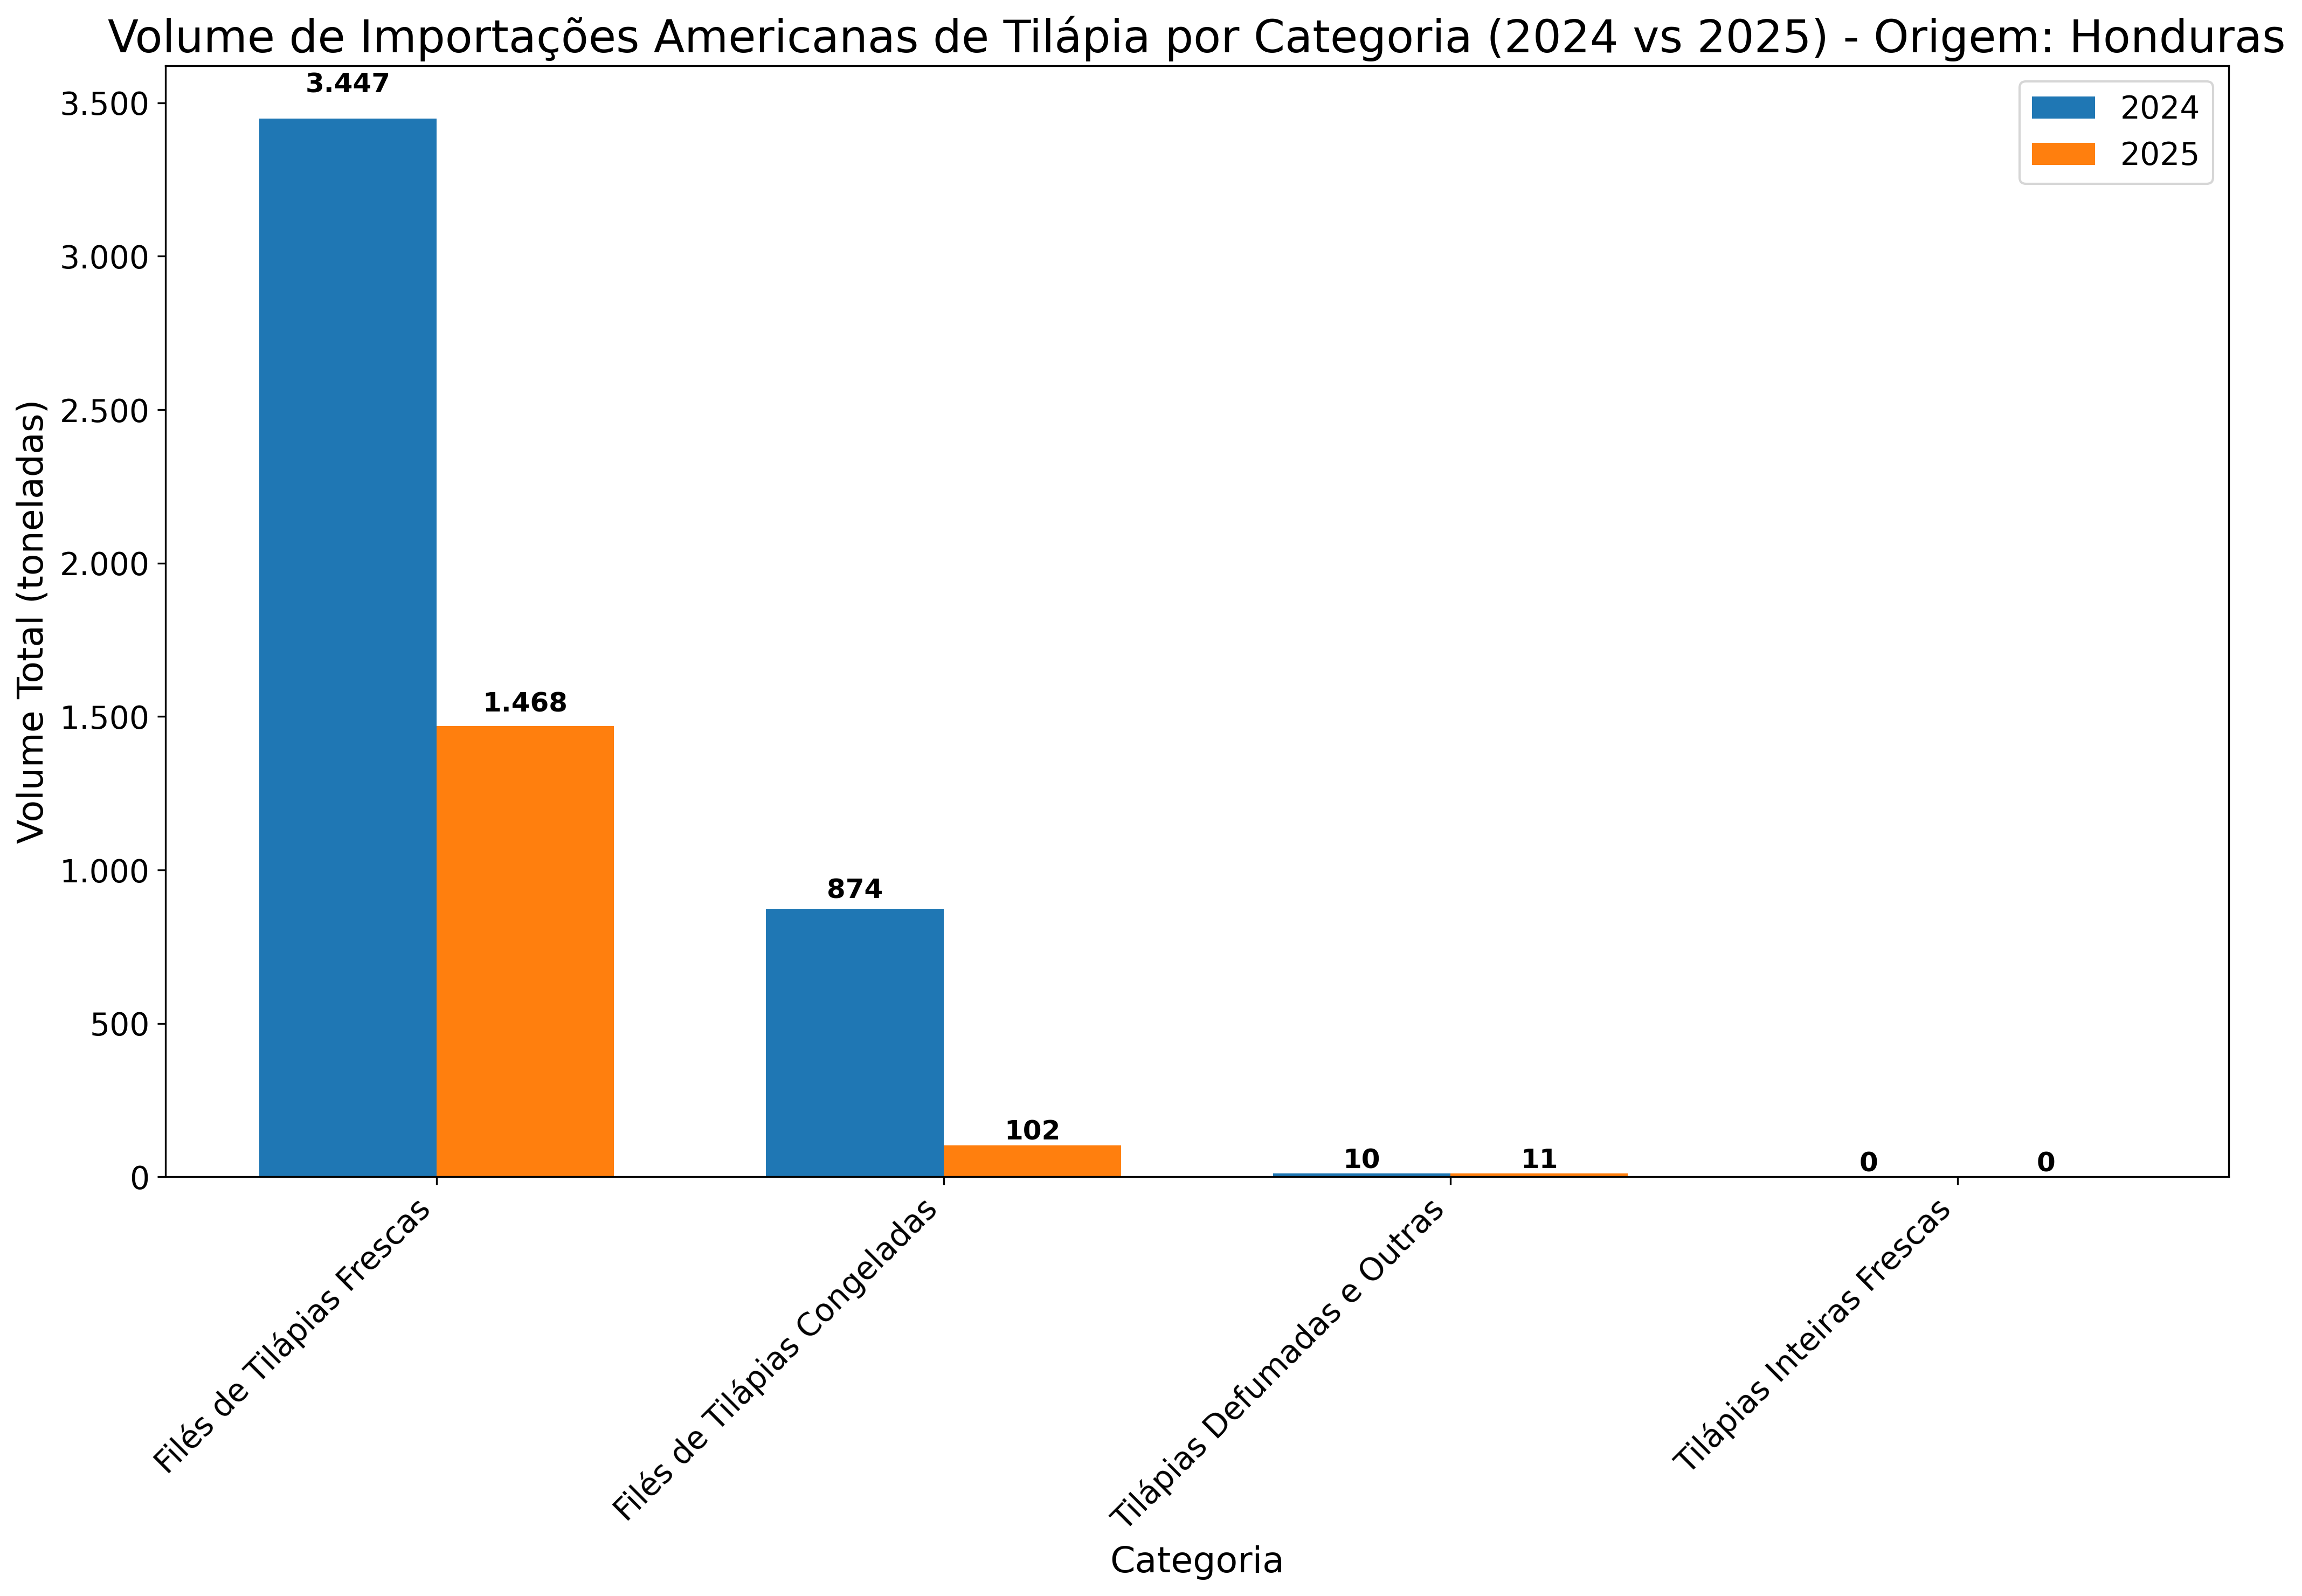 Volume de Importações Americanas de Tilápia por Categoria (2024 vs 2025) - Origem: Honduras
2024
2025
Volume Total (toneladas)
3.500
3.000
2.500
2.000
1.500
1.000
500
0
3.447
1.468
874
102
10
11
0
0
Filés de Tilápias Frescas
Filés de Tilápias Congeladas
Tilápias Defumadas e Outras
Tilápias Inteiras Frescas
Categoria